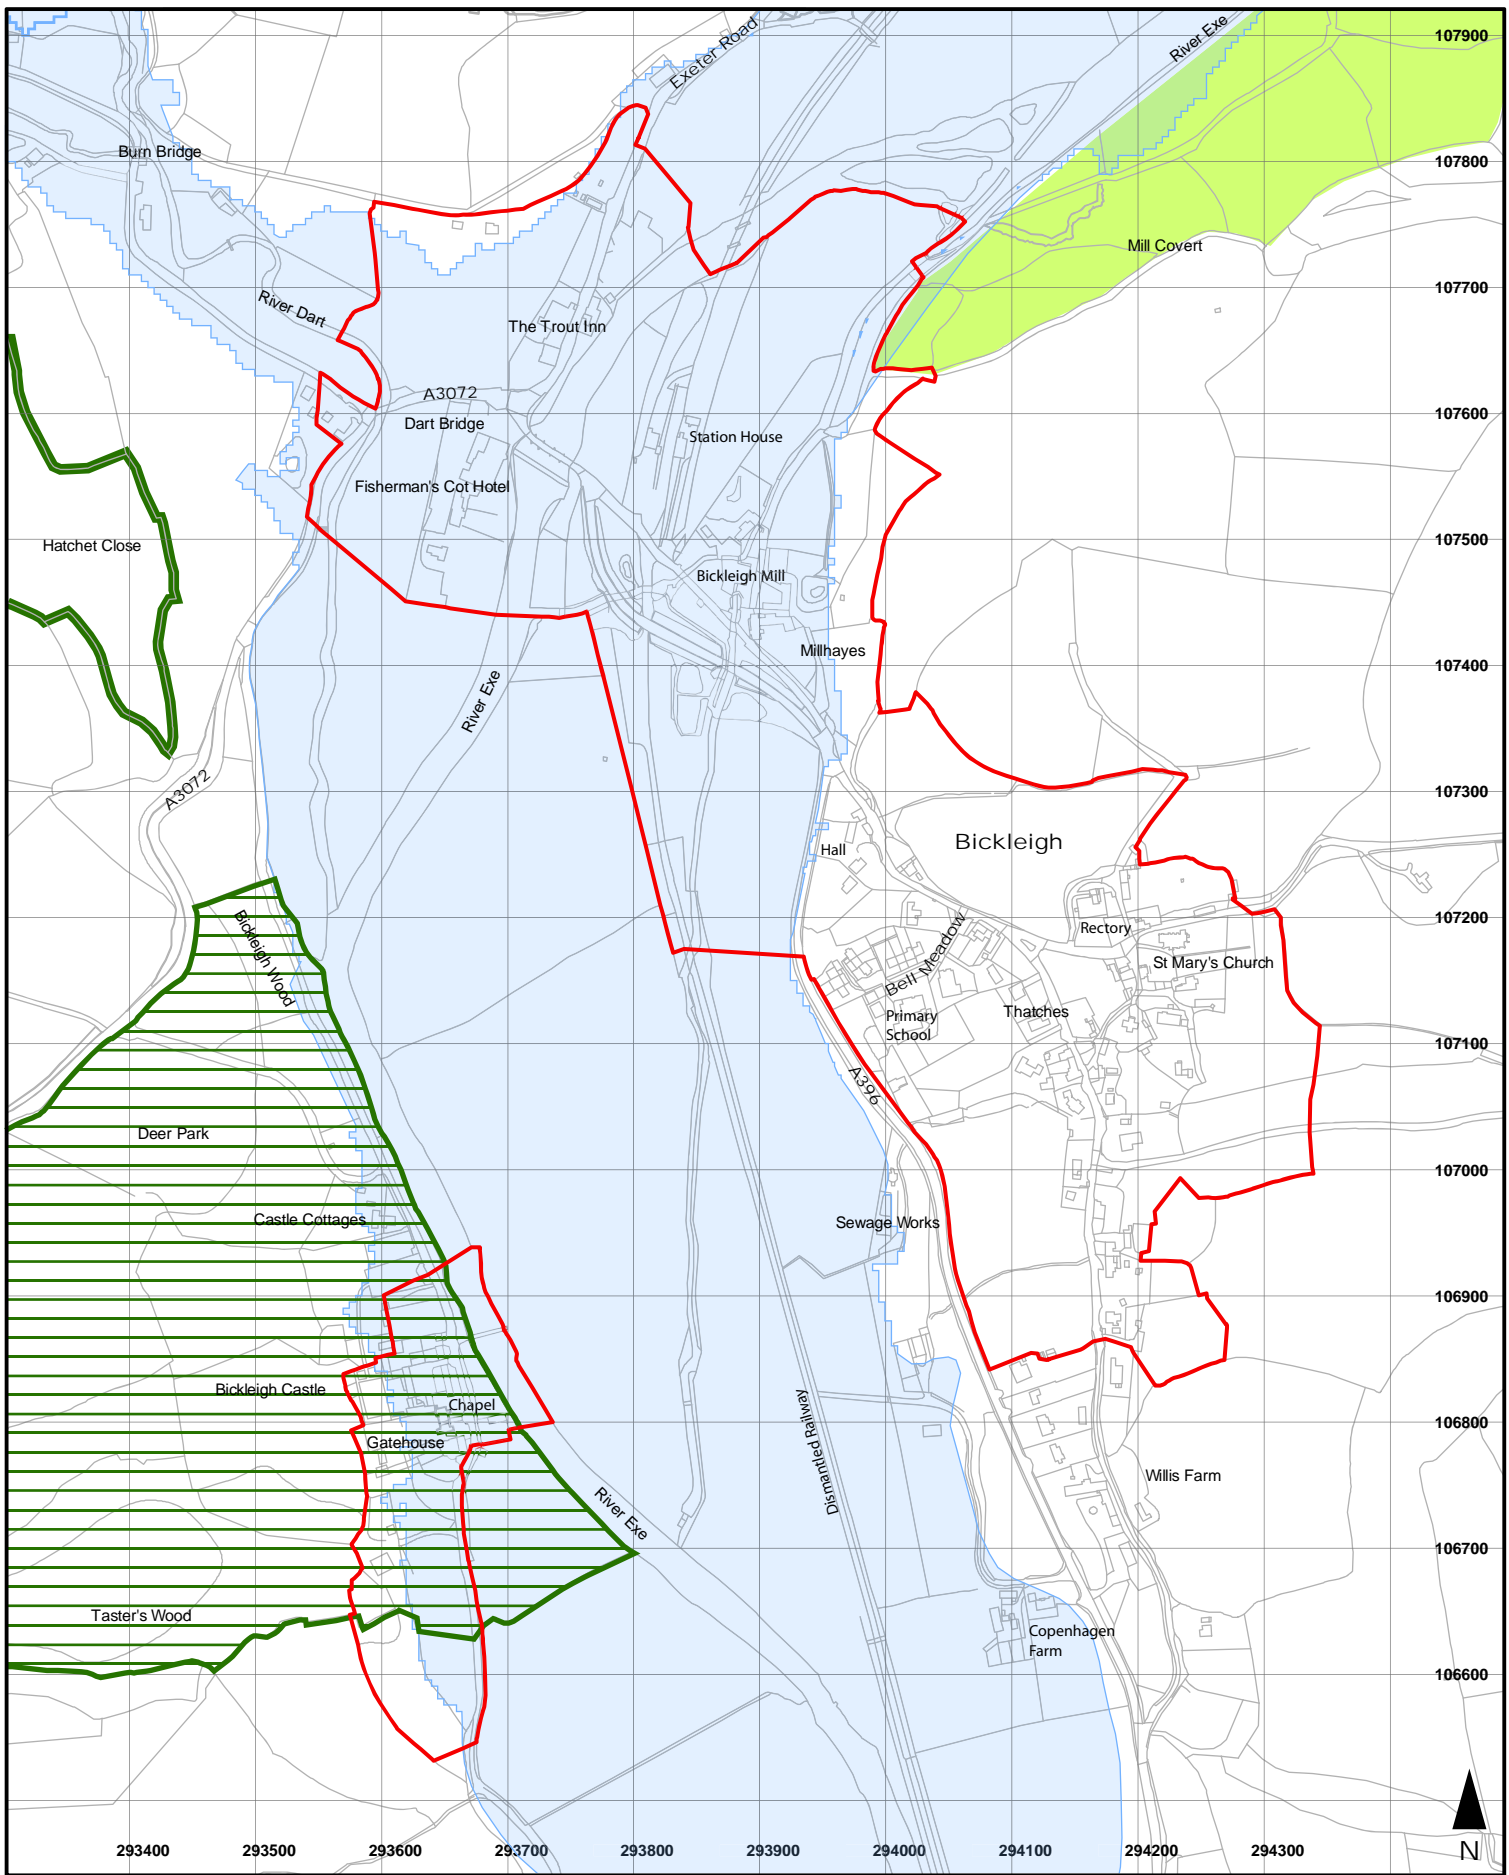 Exeter Road
River Exe
107900
Burn Bridge
107800
Mill Covert
River Dart
107700
The Trout Inn
A3072
107600
Dart Bridge
Station House
Fisherman's Cot Hotel
Hatchet Close
107500
Bickleigh Mill
Millhayes
107400
River Exe
A3072
107300
Bickleigh
Hall
Bickleigh Wood
107200
Rectory
Bell Meadow
St Mary's Church
Primary
School
Thatches
107100
A396
Deer Park
107000
Castle Cottages
Sewage Works
106900
Bickleigh Castle
Chapel
106800
Gatehouse
Dismantled Railway
Willis Farm
River Exe
106700
Taster's Wood
Copenhagen
Farm
106600
293400
293500
293600
293700
293800
293900
294000
294100
294200
294300
N